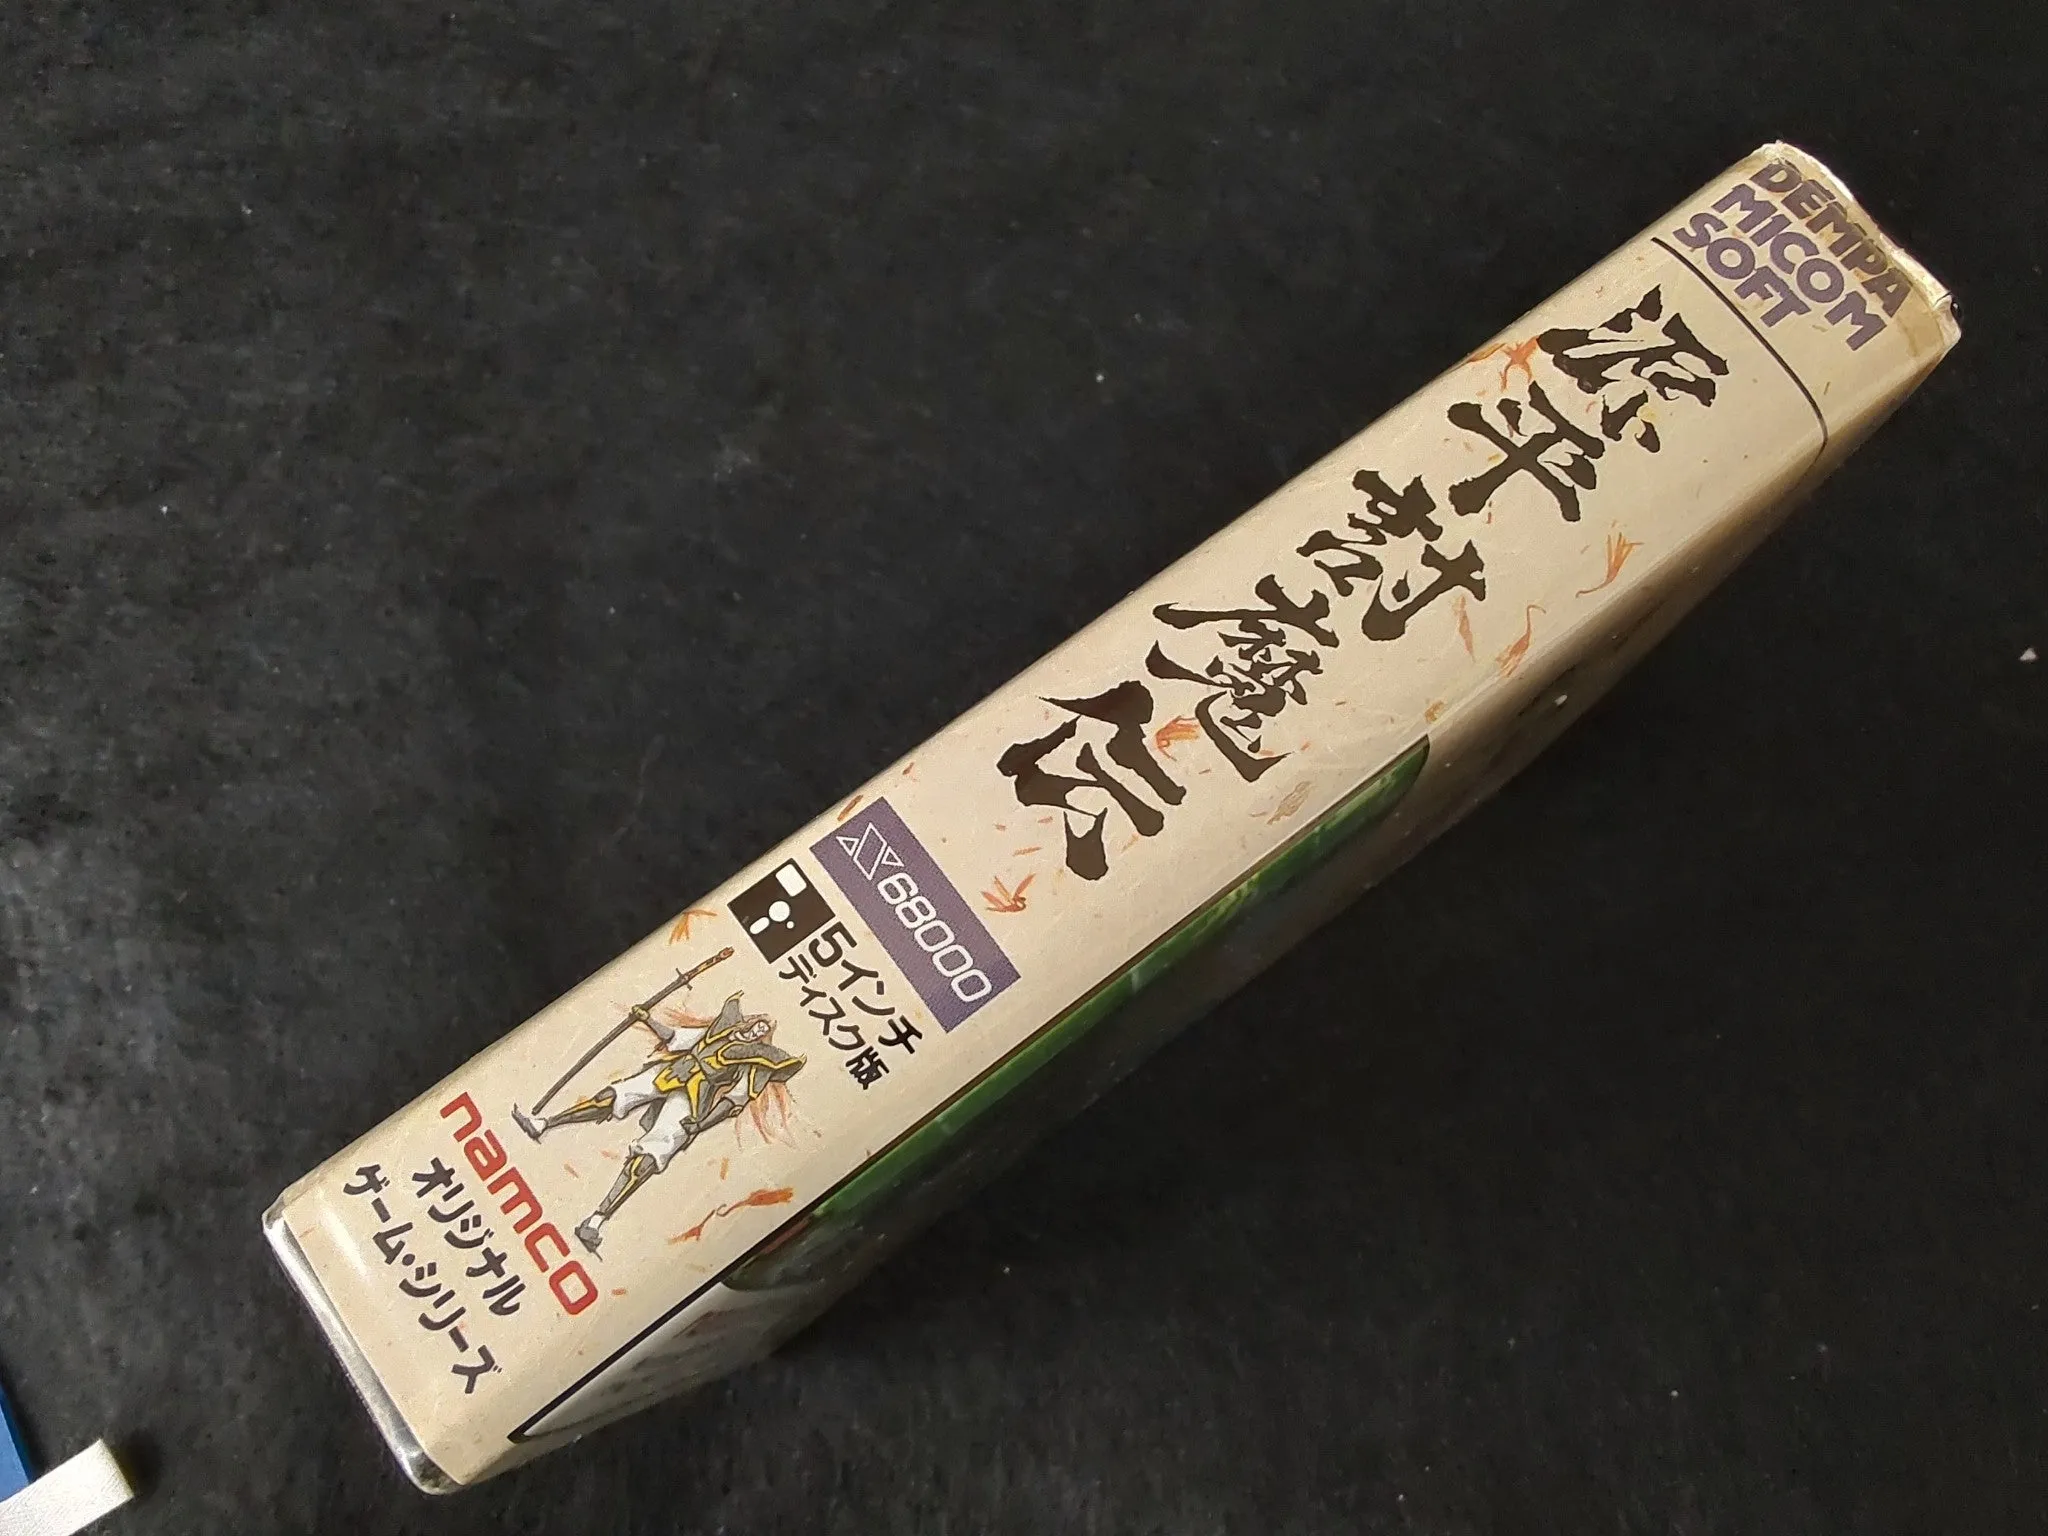 DEMPA
MICOM
SOFT
源平討魔伝
X68000
5インチ
ディスク版
namco
オリジナル
ゲーム・シリーズ